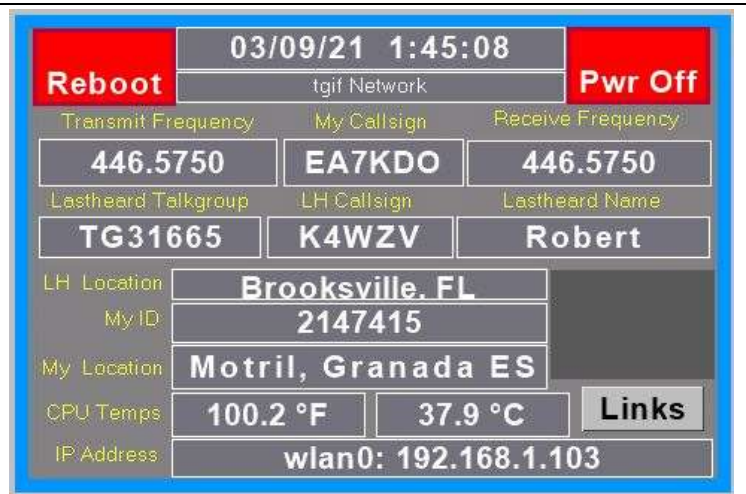 03/09/21 1:45:08
Reboot
tgif Network
Pwr Off
Transmit Frequency My Callsign Receive Frequency
446.5750 EA7KDO 446.5750
Lastheard Talkgroup LH Callsign Lastheard Name
TG31665 K4WZV Robert
LH Location Brooksville, FL
My ID 2147415
My Location Motril, Granada ES
CPU Temps 100.2 °F 37.9 °C Links
IP Address wlan0: 192.168.1.103